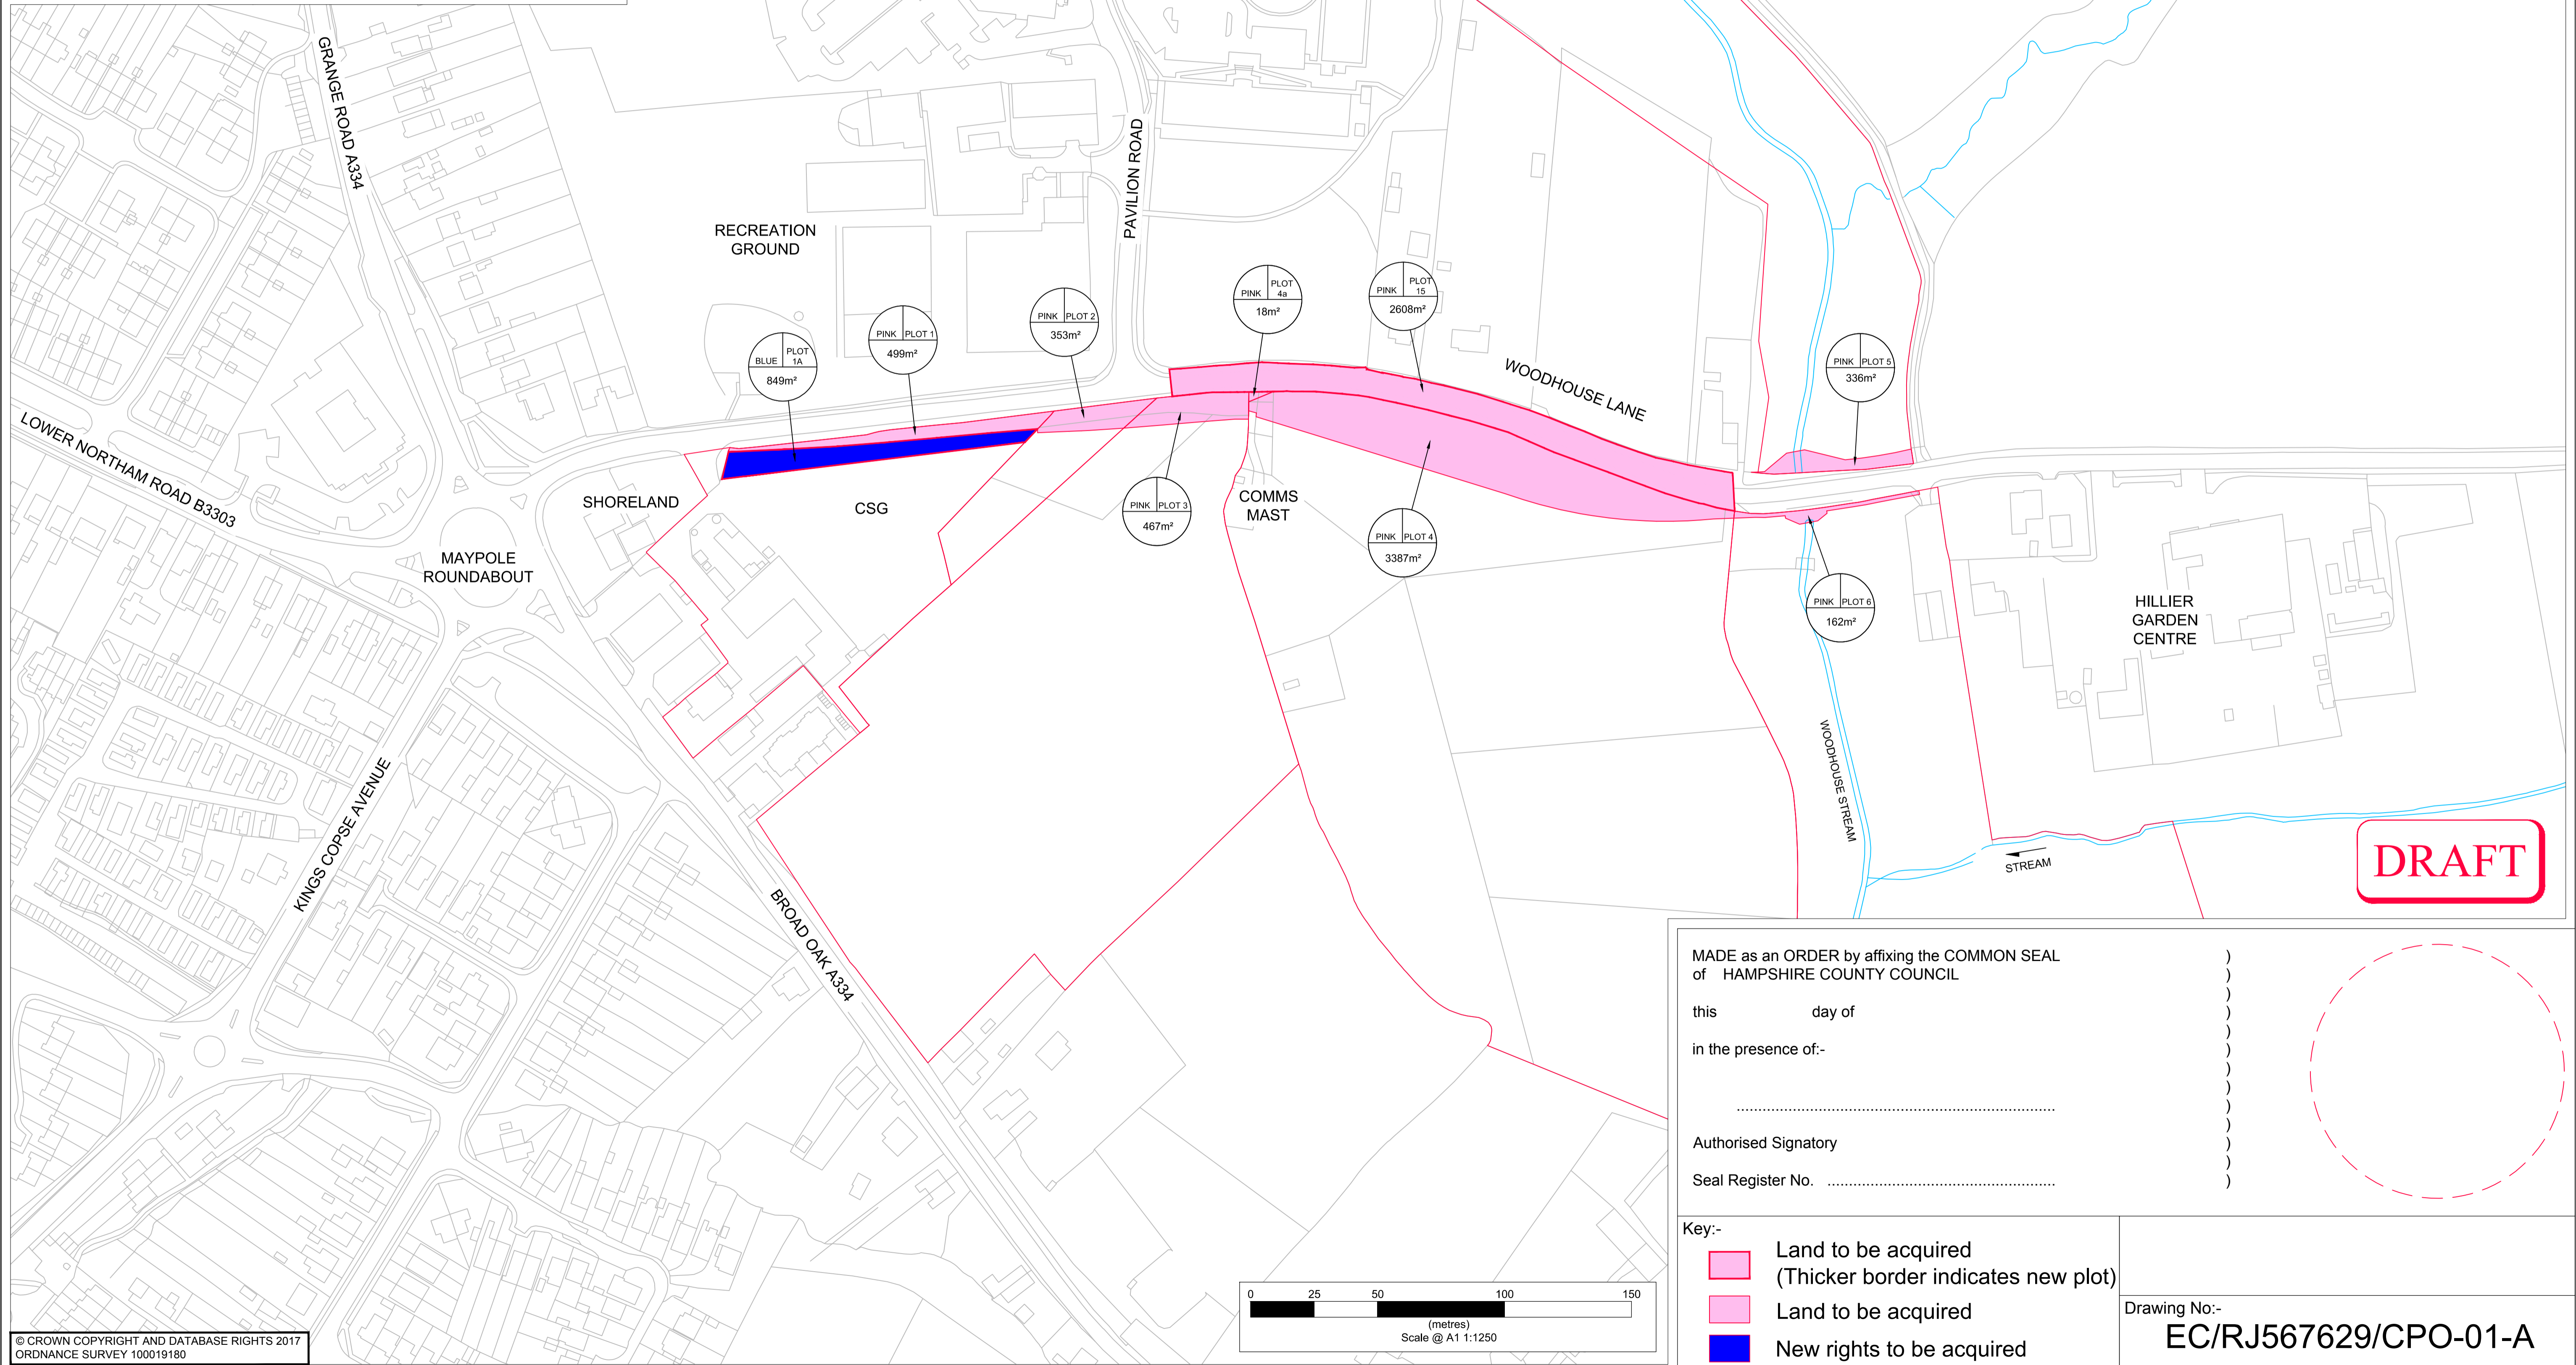 GRANGE ROAD A334
PAVILION ROAD
RECREATION
GROUND
BLUE
PLOT
1A
849m²
PINK
PLOT 1
499m²
PINK
PLOT 2
353m²
PINK
PLOT
4a
18m²
PINK
PLOT
15
2608m²
WOODHOUSE LANE
PINK
PLOT 5
336m²
LOWER NORTHAM ROAD B3303
SHORELAND
CSG
MAYPOLE
ROUNDABOUT
PINK
PLOT 3
467m²
COMMS
MAST
PINK
PLOT 4
3387m²
PINK
PLOT 6
162m²
HILLIER
GARDEN
CENTRE
WOODHOUSE STREAM
STREAM
KINGS COPSE AVENUE
BROAD OAK A334
DRAFT
MADE as an ORDER by affixing the COMMON SEAL
of HAMPSHIRE COUNTY COUNCIL
this day of
in the presence of:-
Authorised Signatory
Seal Register No. ......................................................
Key:-
Land to be acquired
(Thicker border indicates new plot)
Land to be acquired
New rights to be acquired
Drawing No:-
EC/RJ567629/CPO-01-A
0 25 50 100 150
(metres)
Scale @ A1 1:1250
© CROWN COPYRIGHT AND DATABASE RIGHTS 2017
ORDNANCE SURVEY 100019180